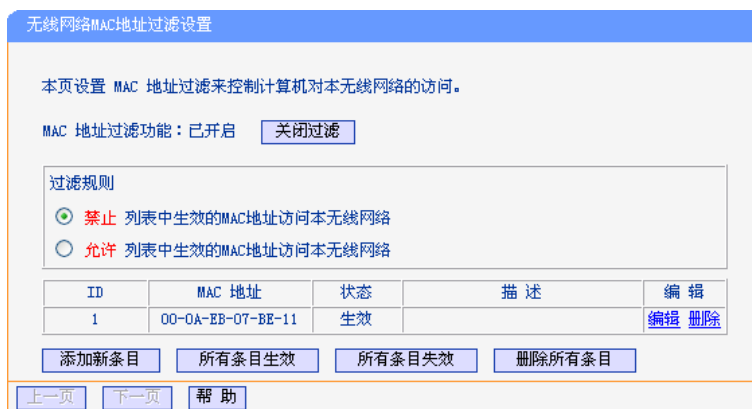 无线网络MAC地址过滤设置
本页设置 MAC 地址过滤来控制计算机对本无线网络的访问。
MAC 地址过滤功能：已开启 关闭过滤
过滤规则
禁止 列表中生效的MAC地址访问本无线网络
允许 列表中生效的MAC地址访问本无线网络
ID MAC 地址 状态 描 述 编 辑
1 00-0A-EB-07-BE-11 生效 编辑 删除
添加新条目 所有条目生效 所有条目失效 删除所有条目
上一页 下一页 帮 助